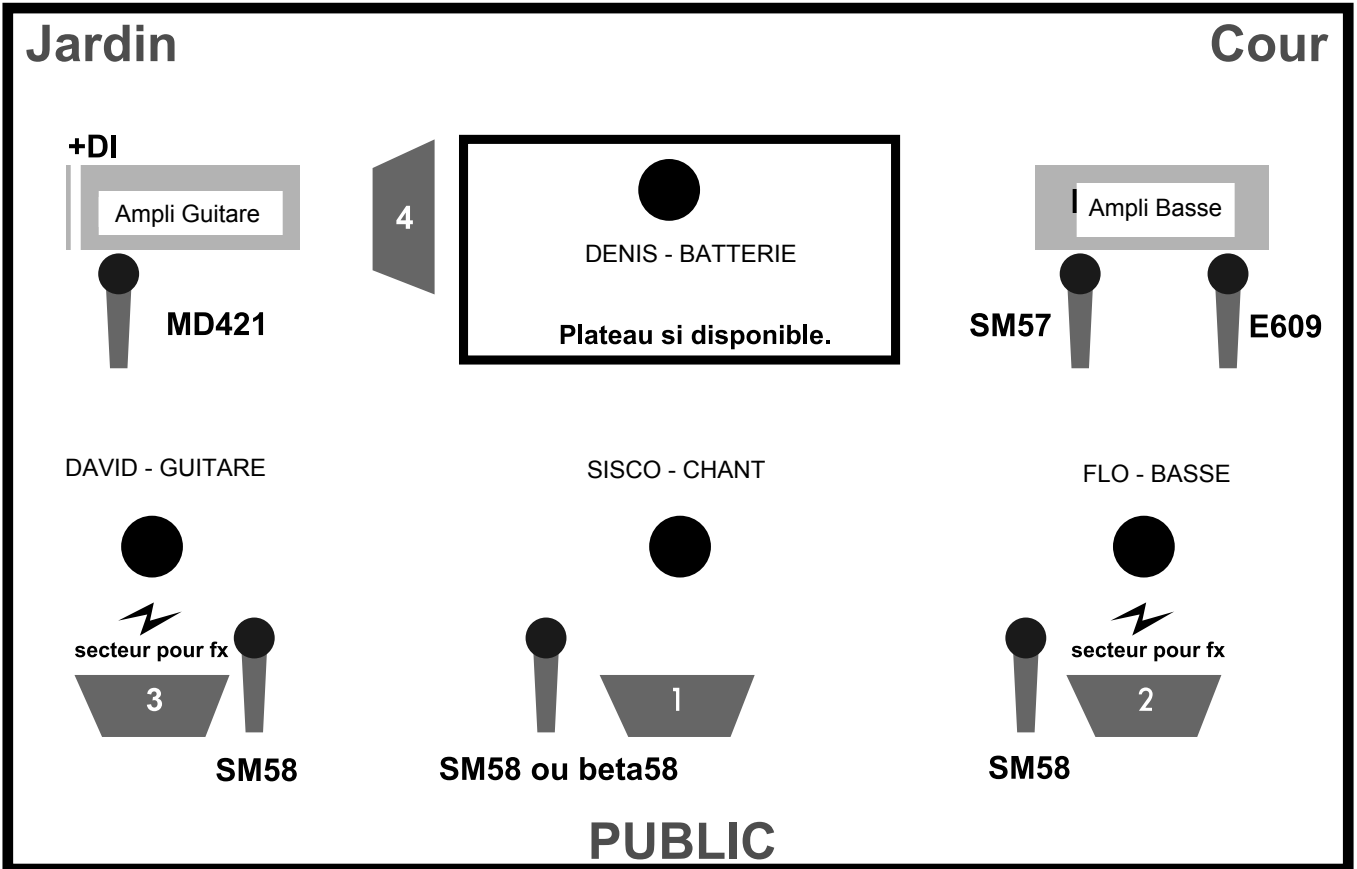 Jardin
Cour
+DI
Ampli Guitare
4
DENIS - BATTERIE
Plateau si disponible.
Ampli Basse
MD421
SM57
E609
DAVID - GUITARE
SISCO - CHANT
FLO - BASSE
secteur pour fx
secteur pour fx
3
1
2
SM58
SM58 ou beta58
SM58
PUBLIC